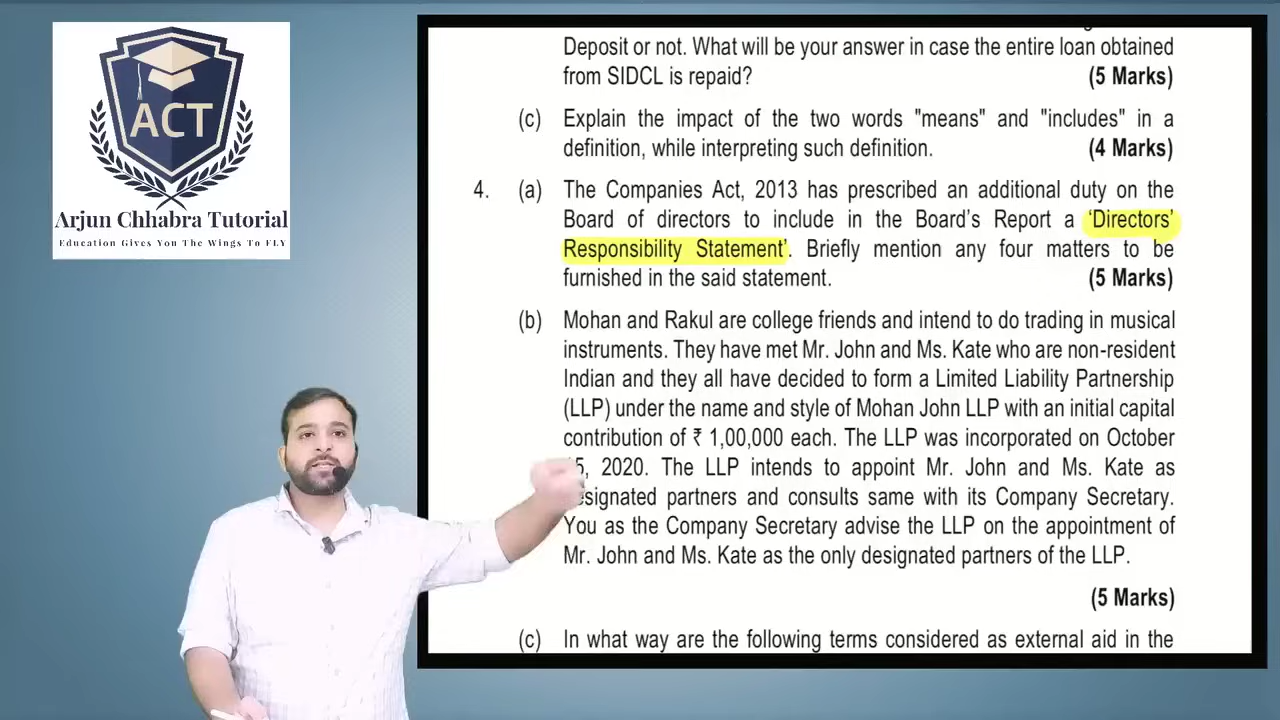 ACT
Arjun Chhabra Tutorial
Education Gives You The Wings To FLY
Deposit or not. What will be your answer in case the entire loan obtained
from SIDCL is repaid? (5 Marks)
(c) Explain the impact of the two words "means" and "includes" in a
definition, while interpreting such definition. (4 Marks)
4. (a) The Companies Act, 2013 has prescribed an additional duty on the
Board of directors to include in the Board's Report a 'Directors'
Responsibility Statement'. Briefly mention any four matters to be
furnished in the said statement. (5 Marks)
(b) Mohan and Rakul are college friends and intend to do trading in musical
instruments. They have met Mr. John and Ms. Kate who are non-resident
Indian and they all have decided to form a Limited Liability Partnership
(LLP) under the name and style of Mohan John LLP with an initial capital
contribution of ₹ 1,00,000 each. The LLP was incorporated on October
2020. The LLP intends to appoint Mr. John and Ms. Kate as
partners and consults same with its Company Secretary.
You as the Company Secretary advise the LLP on the appointment of
Mr. John and Ms. Kate as the only designated partners of the LLP.
(5 Marks)
(c) In what way are the following terms considered as external aid in the